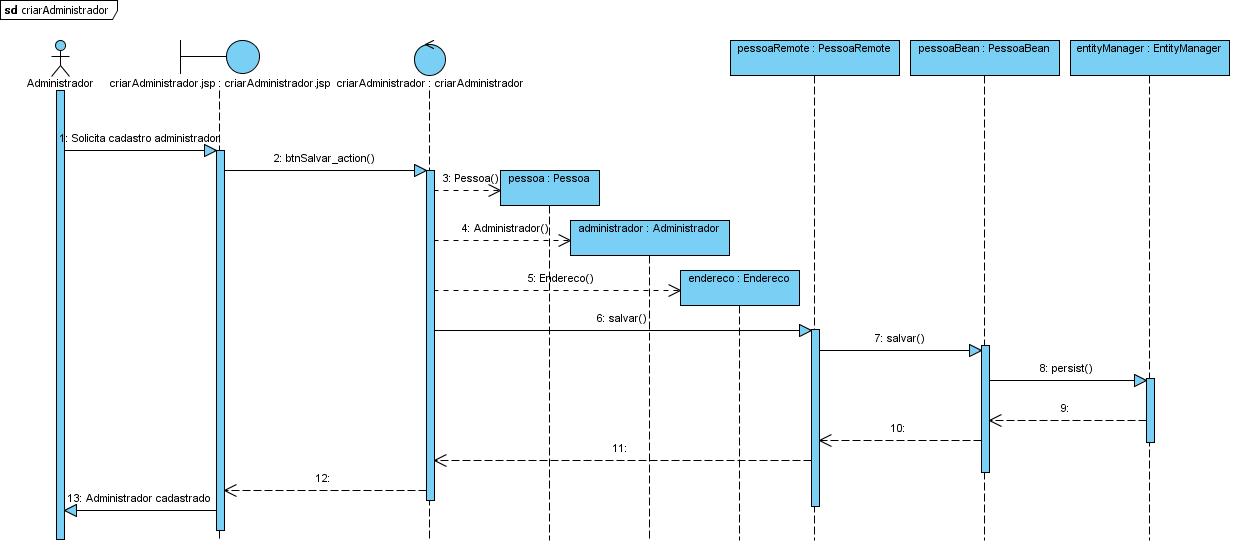 sd criarAdministrador
pessoaRemote : PessoaRemote
pessoaBean : PessoaBean
entityManager : EntityManager
Administrador
criarAdministrador.jsp : criarAdministrador.jsp
criarAdministrador : criarAdministrador
1: Solicita cadastro administrador
2: btnSalvar_action()
3: Pessoa()
pessoa : Pessoa
4: Administrador()
administrador : Administrador
5: Endereco()
endereco : Endereco
6: salvar()
7: salvar()
8: persist()
9:
10:
11:
12:
13: Administrador cadastrado